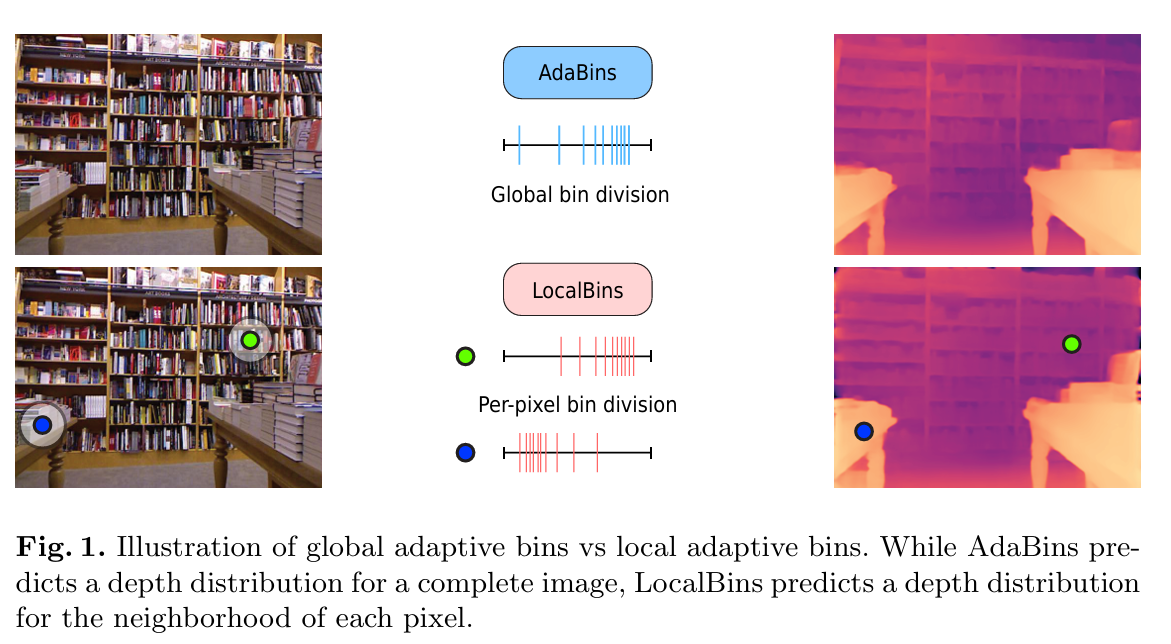 AdaBins
Global bin division
LocalBins
Per-pixel bin division
Fig. 1. Illustration of global adaptive bins vs local adaptive bins. While AdaBins pre-
dicts a depth distribution for a complete image, LocalBins predicts a depth distribution
for the neighborhood of each pixel.